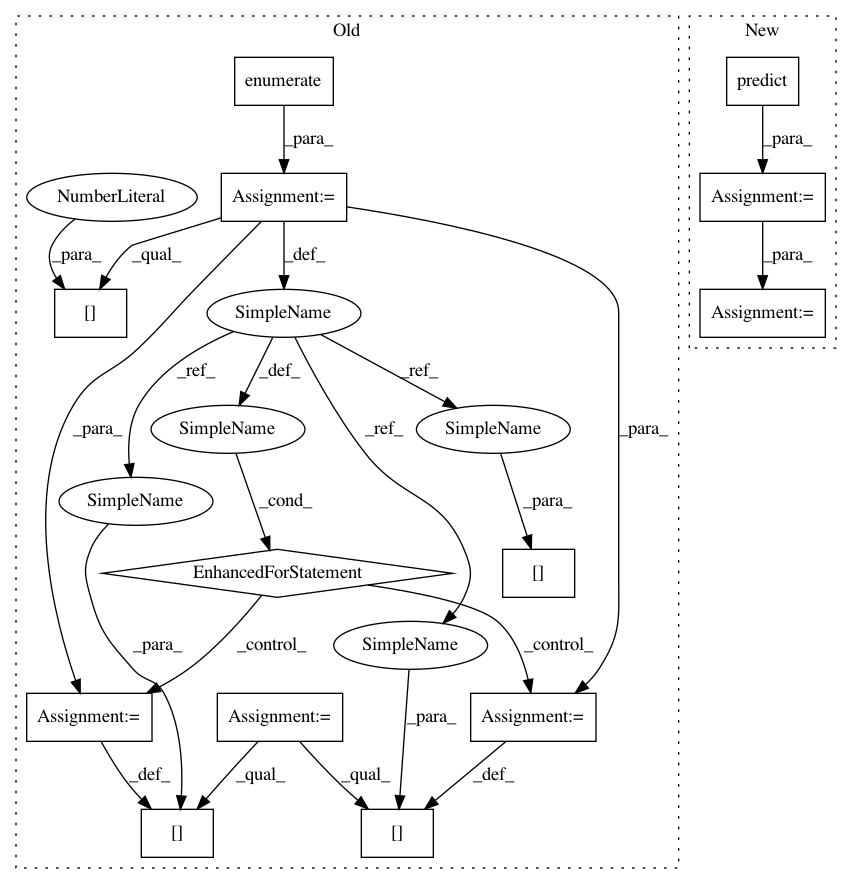 Old
New
enumerate
predict
_para_
_para_
NumberLiteral
Assignment:=
Assignment:=
_para_
_qual_
_def_
_para_
[]
SimpleName
Assignment:=
_ref_
_def_
_ref_
_para_
_ref_
_para_
SimpleName
SimpleName
SimpleName
_cond_
_para_
EnhancedForStatement
[]
_para_
_control_
SimpleName
_control_
Assignment:=
Assignment:=
_para_
Assignment:=
_def_
_qual_
_qual_
_def_
[]
[]